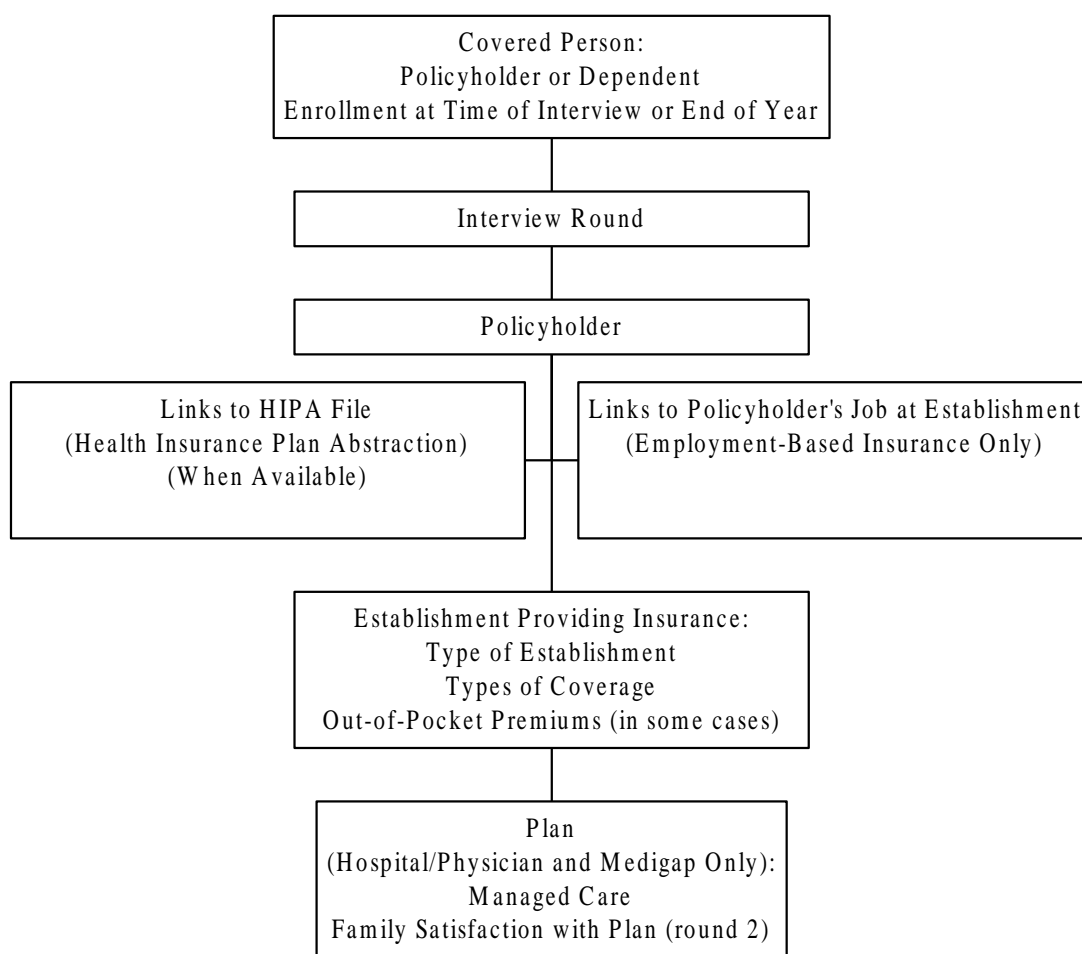 Covered Person:
Policyholder or Dependent
Enrollment at Time of Interview or End of Year
Interview Round
Policyholder
Links to HIPA File
(Health Insurance Plan Abstraction)
(When Available)
Links to Policyholder's Job at Establishment
(Employment-Based Insurance Only)
Establishment Providing Insurance:
Type of Establishment
Types of Coverage
Out-of-Pocket Premiums (in some cases)
Plan
(Hospital/Physician and Medigap Only):
Managed Care
Family Satisfaction with Plan (round 2)